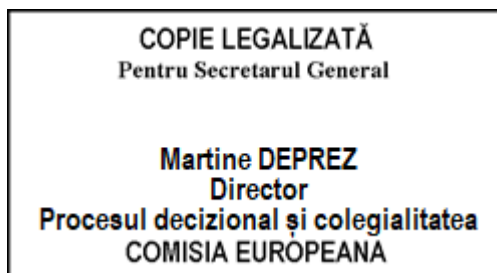 COPIE LEGALIZATĂ
Pentru Secretarul General
Martine DEPREZ
Director
Procesul decizional și colegialitatea
COMISIA EUROPEANA